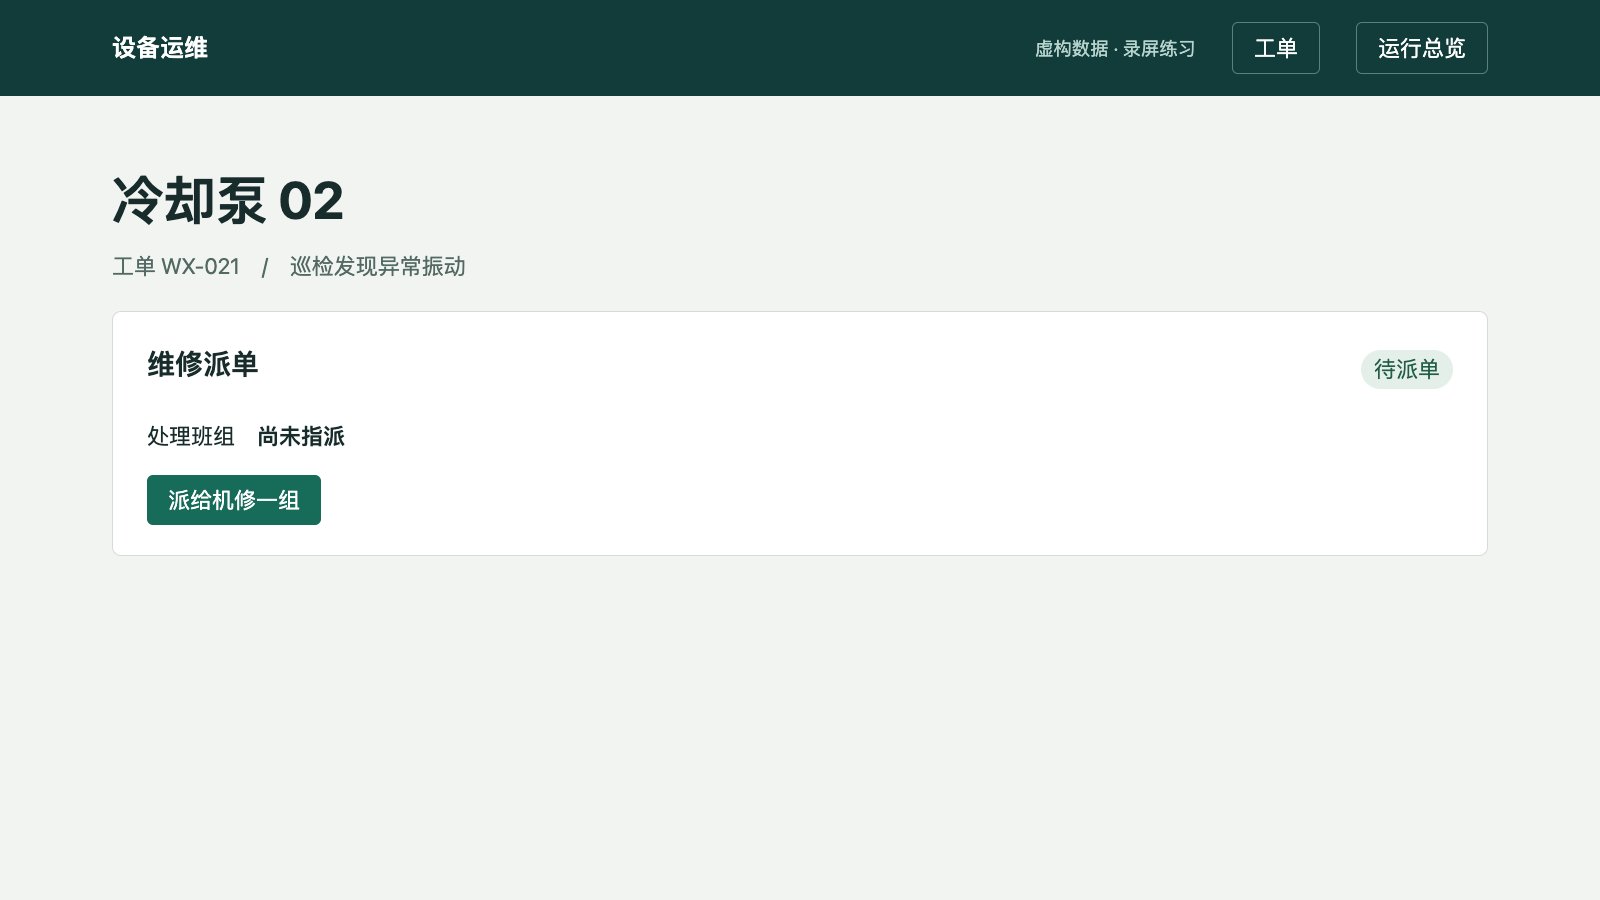 设备运维
虚构数据 · 录屏练习
工单
运行总览
冷却泵 02
工单 WX-021 / 巡检发现异常振动
维修派单
待派单
处理班组 尚未指派
派给机修一组